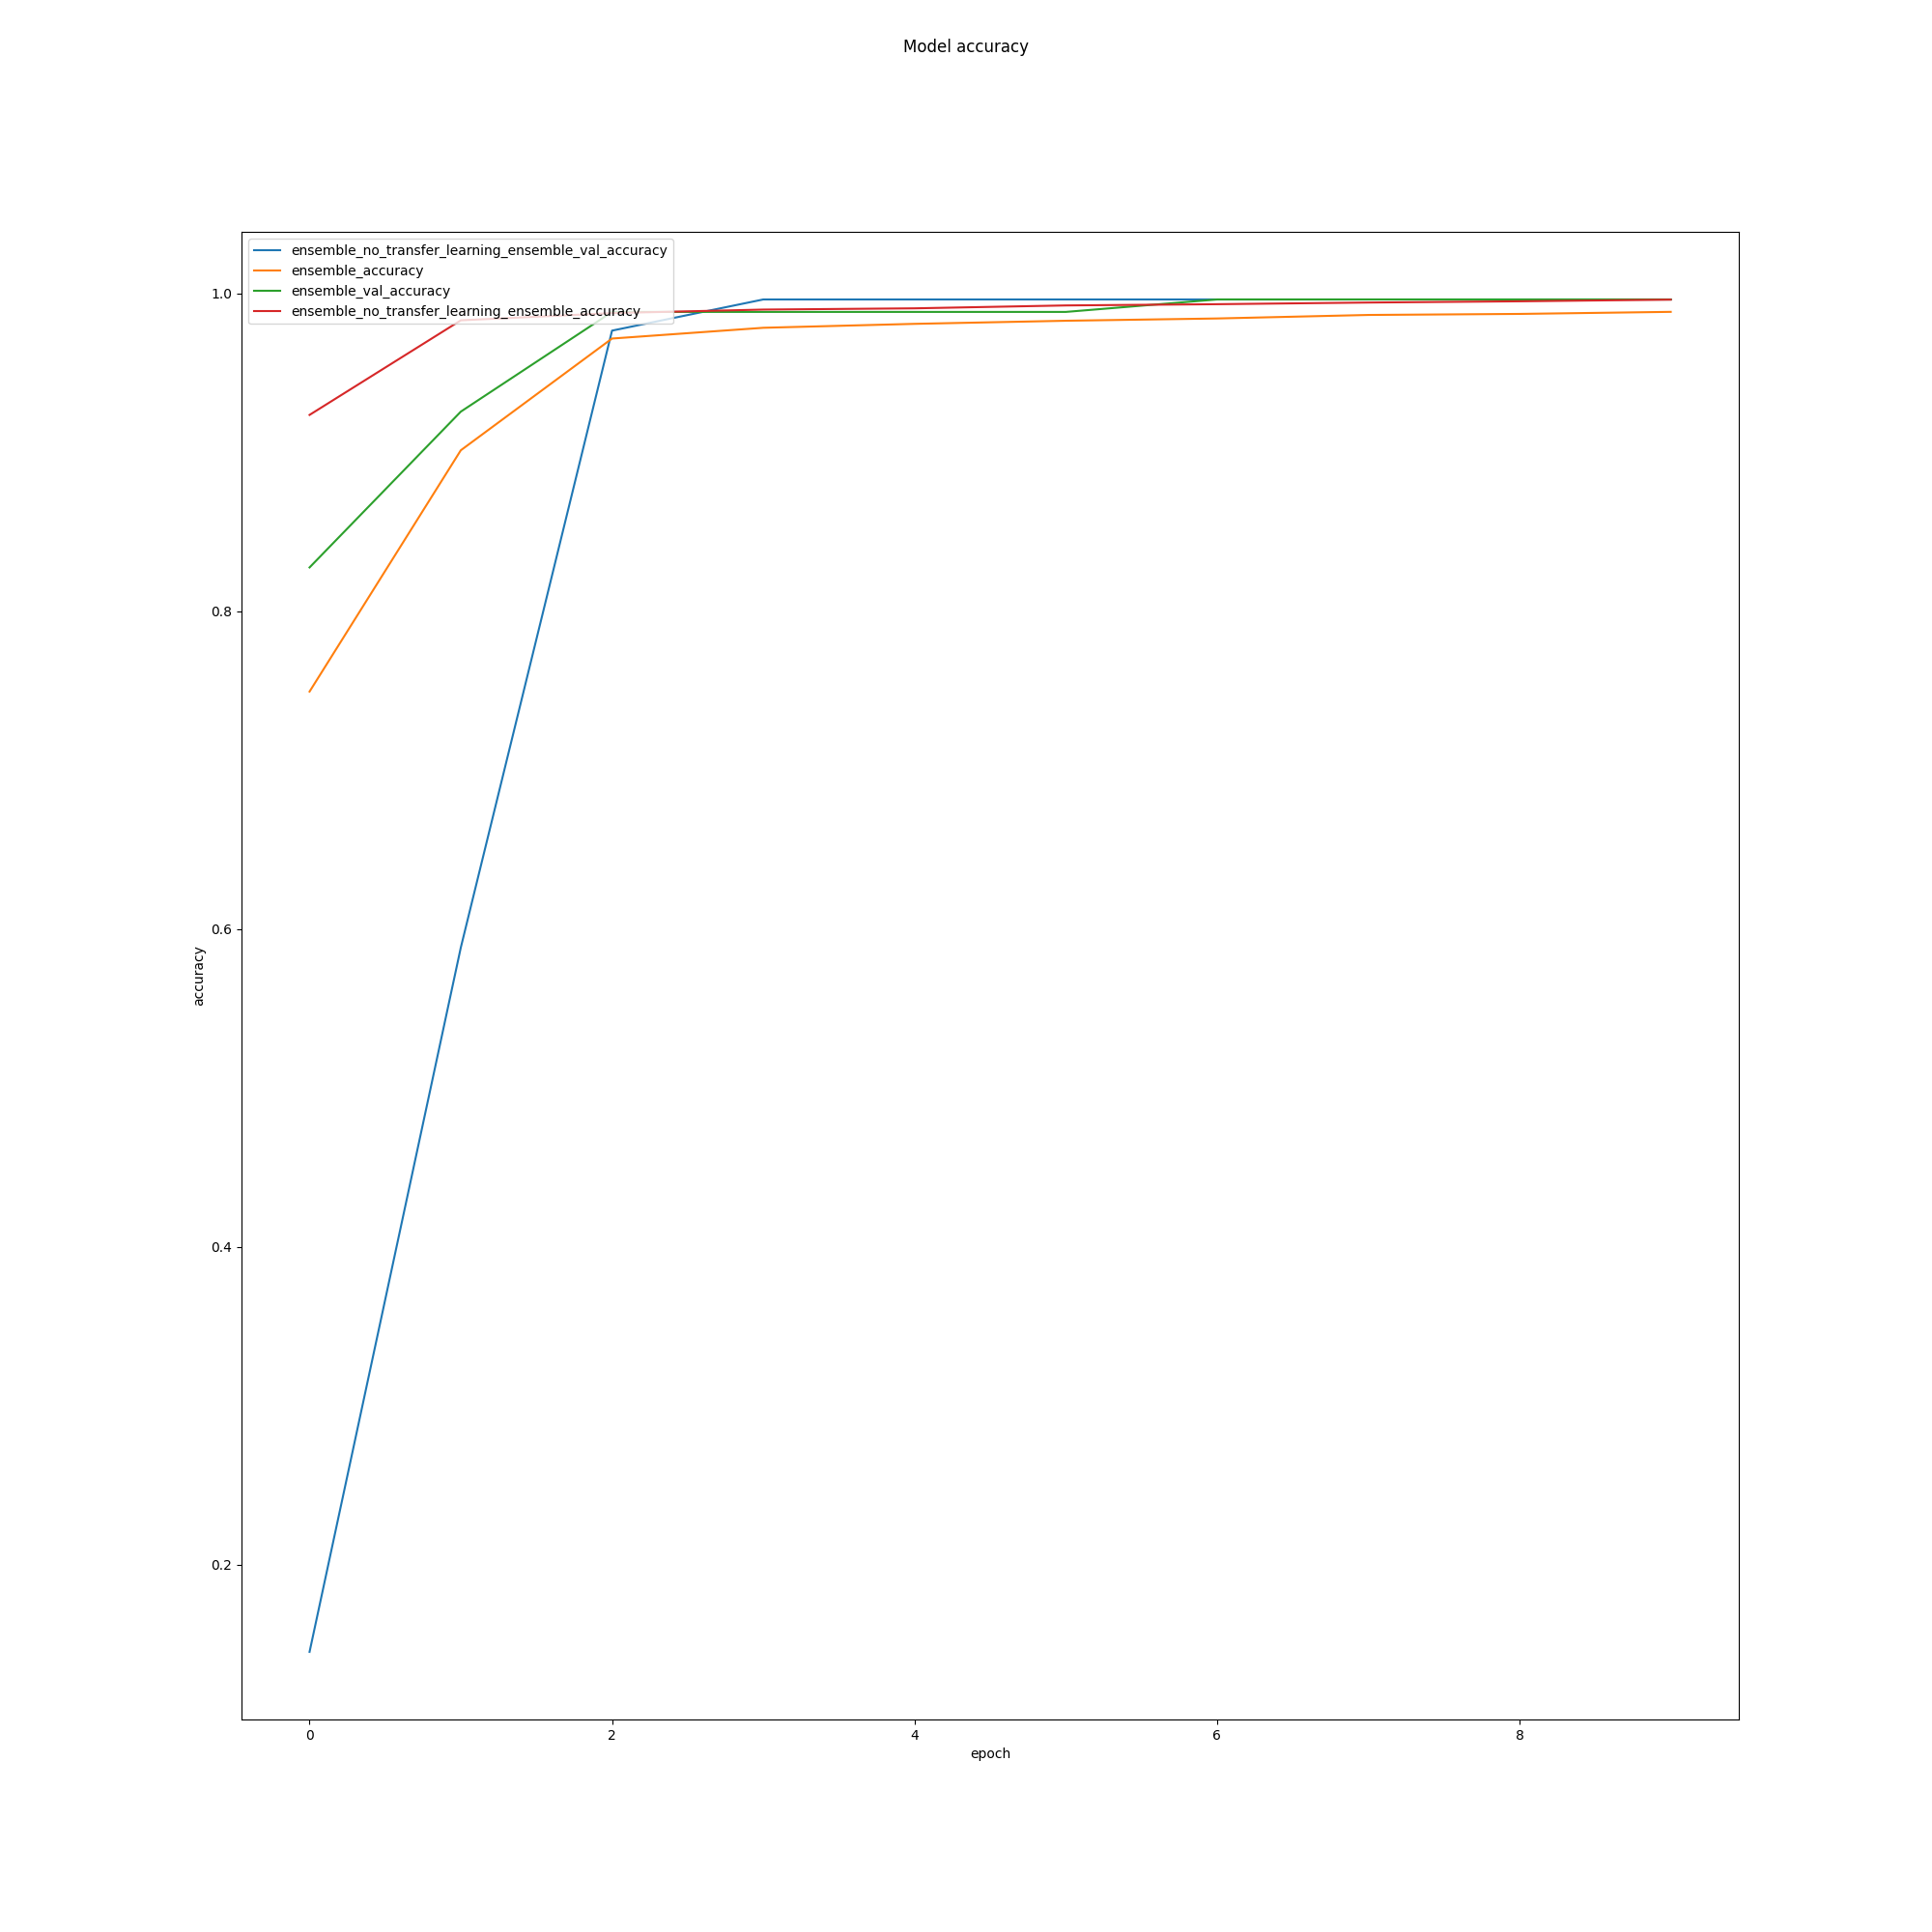 Model accuracy
ensemble_no_transfer_learning_ensemble_val_accuracy
ensemble_accuracy
ensemble_val_accuracy
ensemble_no_transfer_learning_ensemble_accuracy
1.0
0.8
0.6
0.4
0.2
accuracy
0 2 4 6 8
epoch